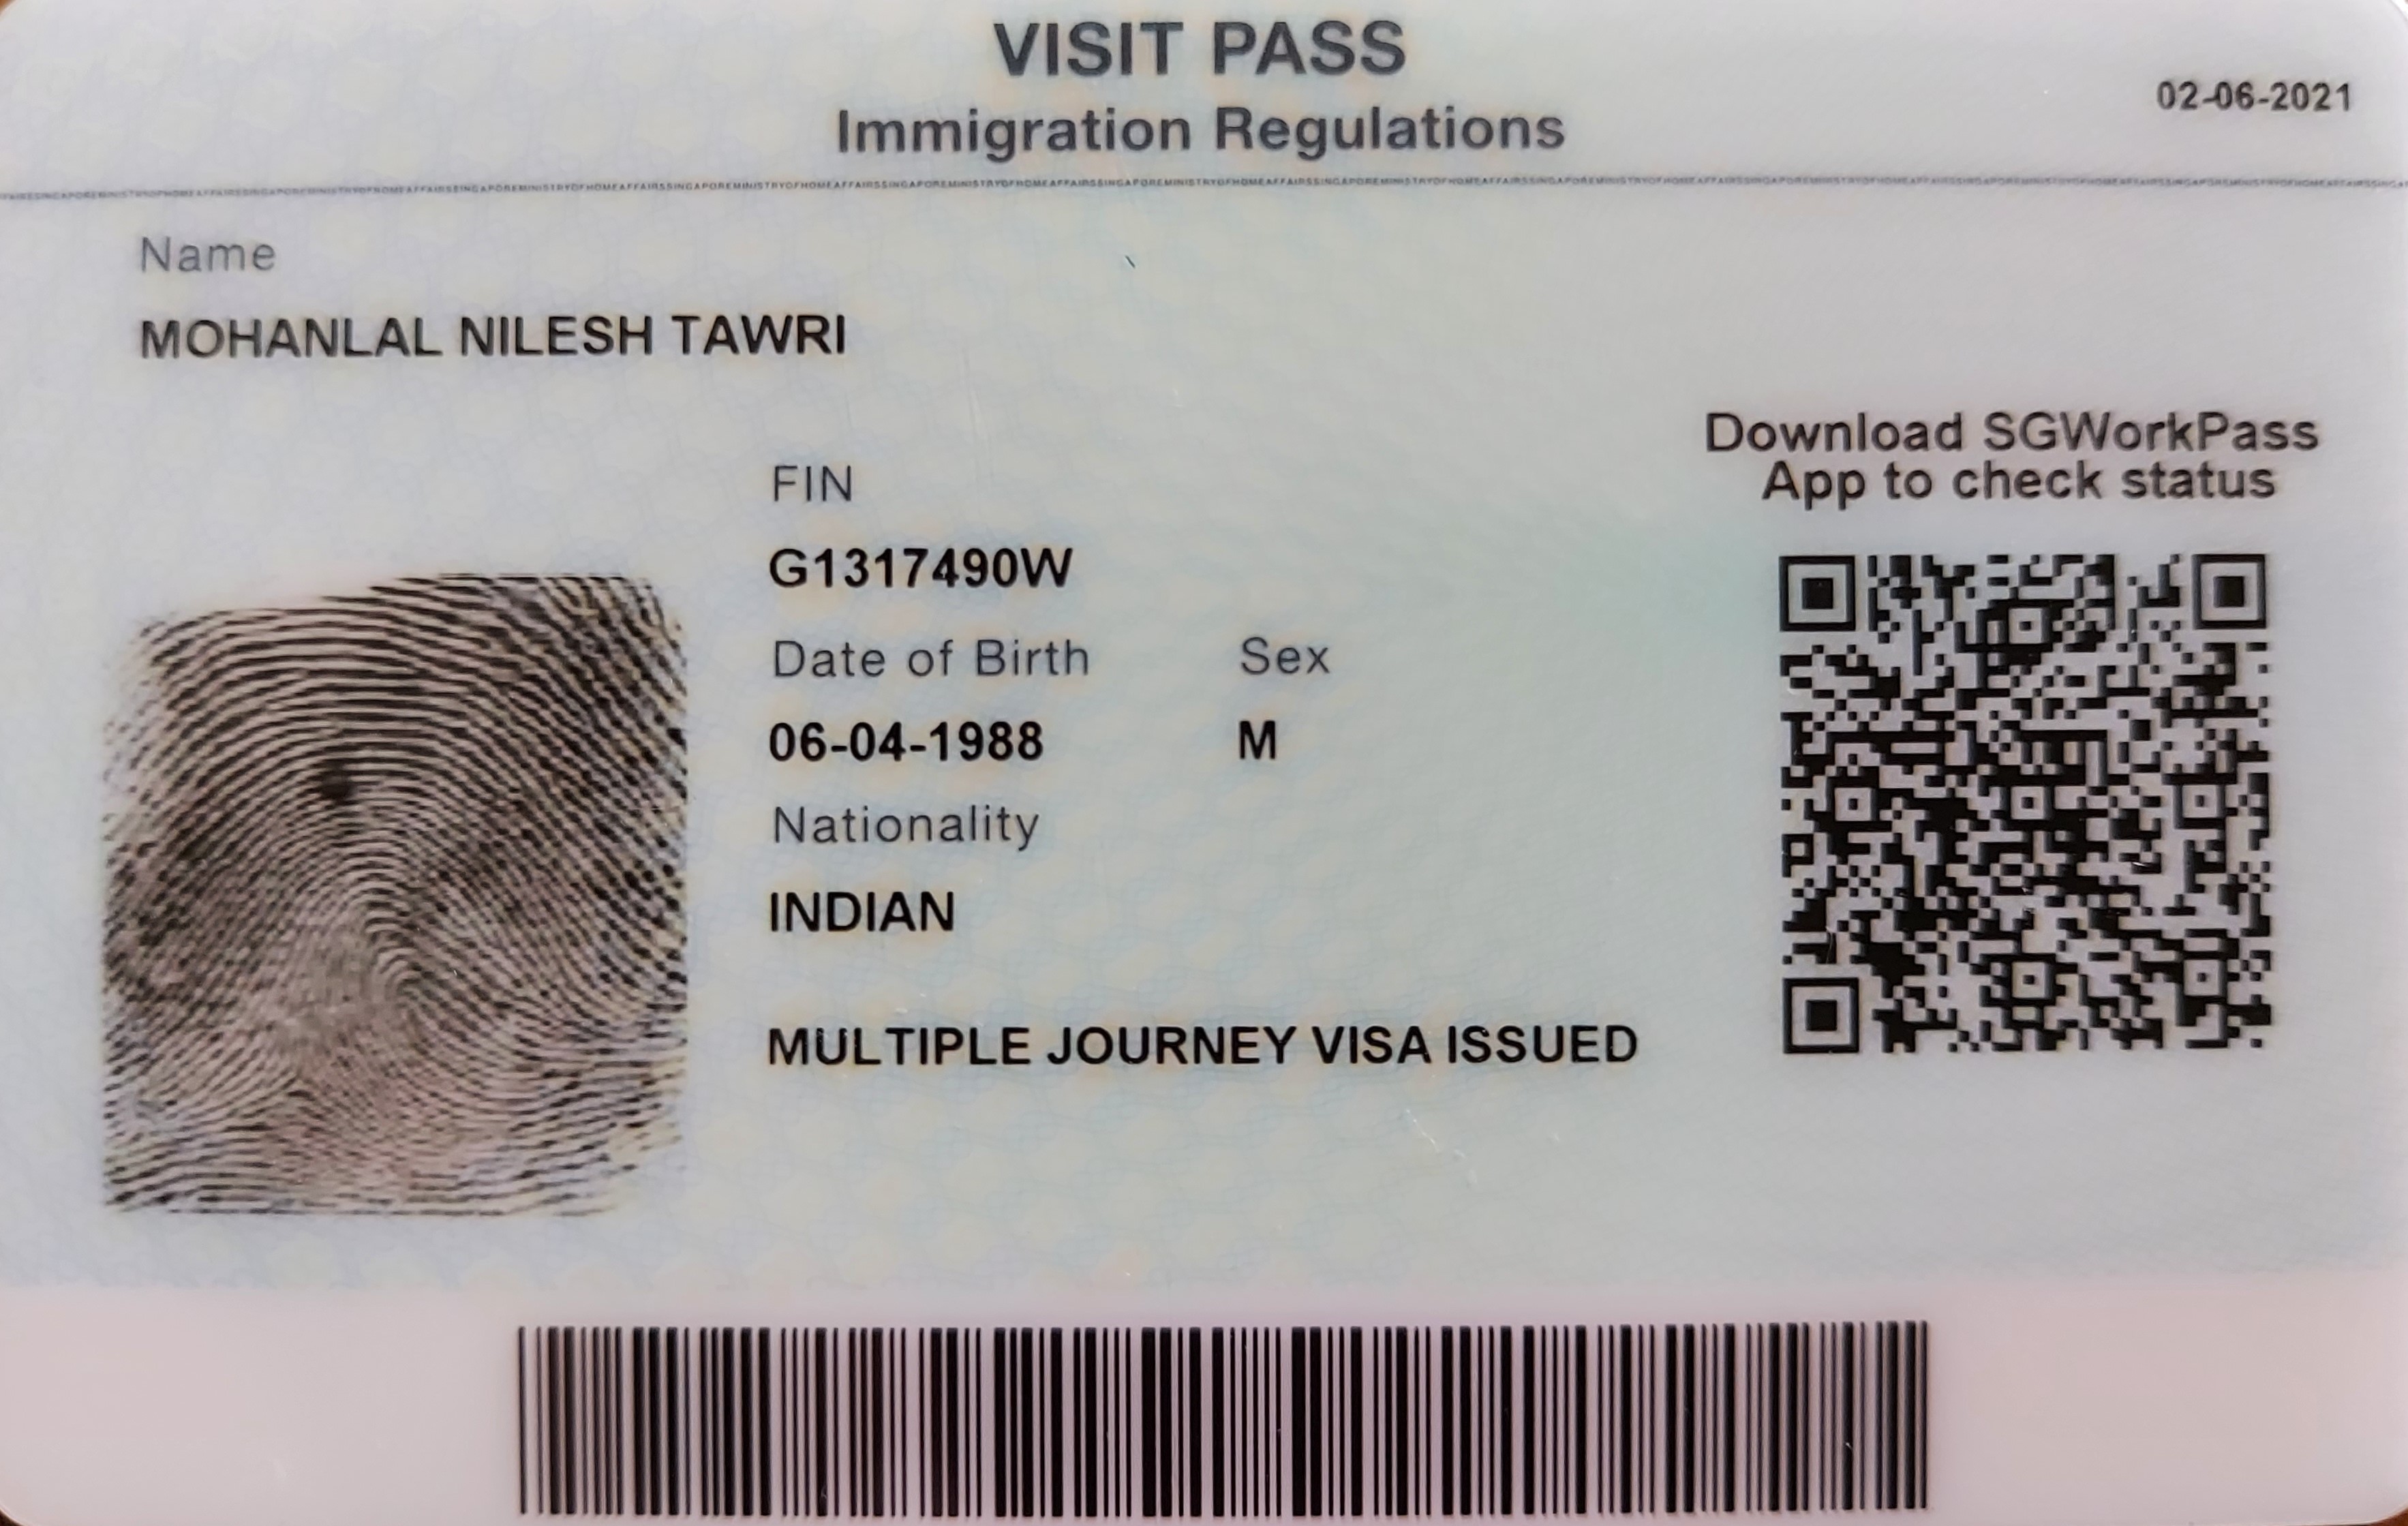 VISIT PASS
Immigration Regulations
02-06-2021
Name
MOHANLAL NILESH TAWRI
Download SGWorkPass
App to check status
FIN
G1317490W
Date of Birth Sex
06-04-1988 M
Nationality
INDIAN
MULTIPLE JOURNEY VISA ISSUED